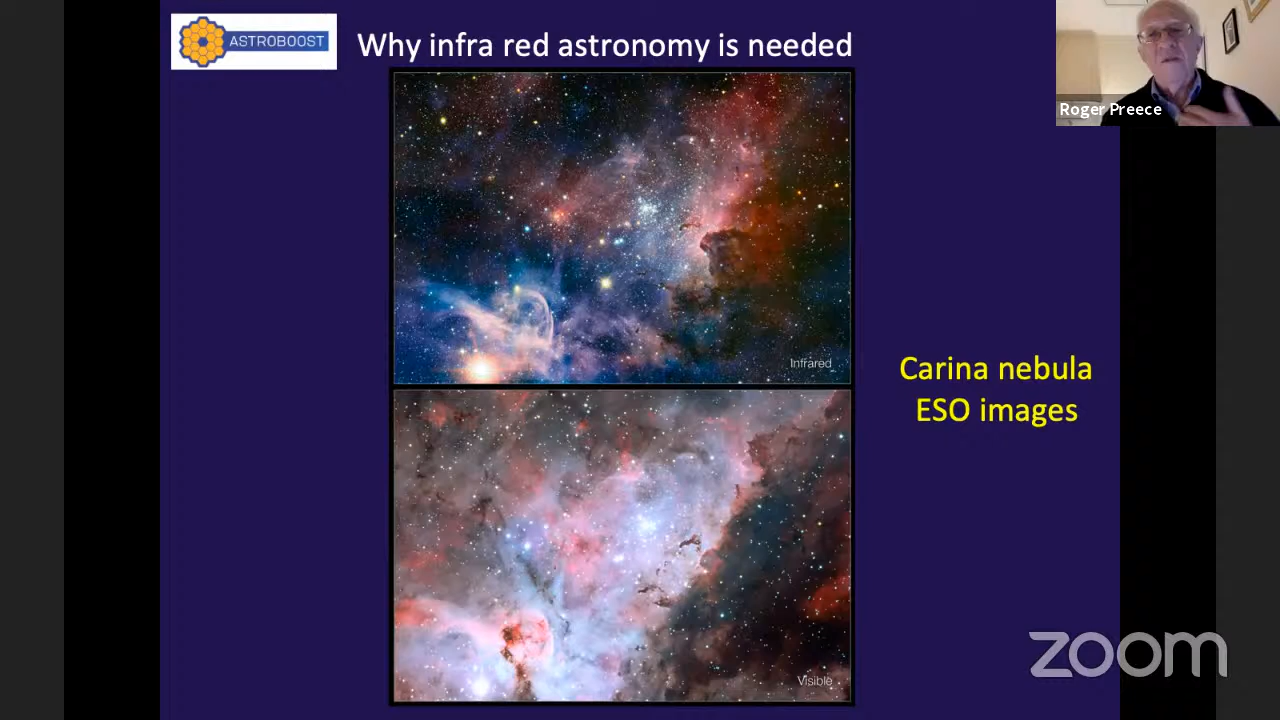 ASTROBOOST
Why infra red astronomy is needed
Roger Preece
Infrared
Carina nebula
ESO images
Visible
zoom